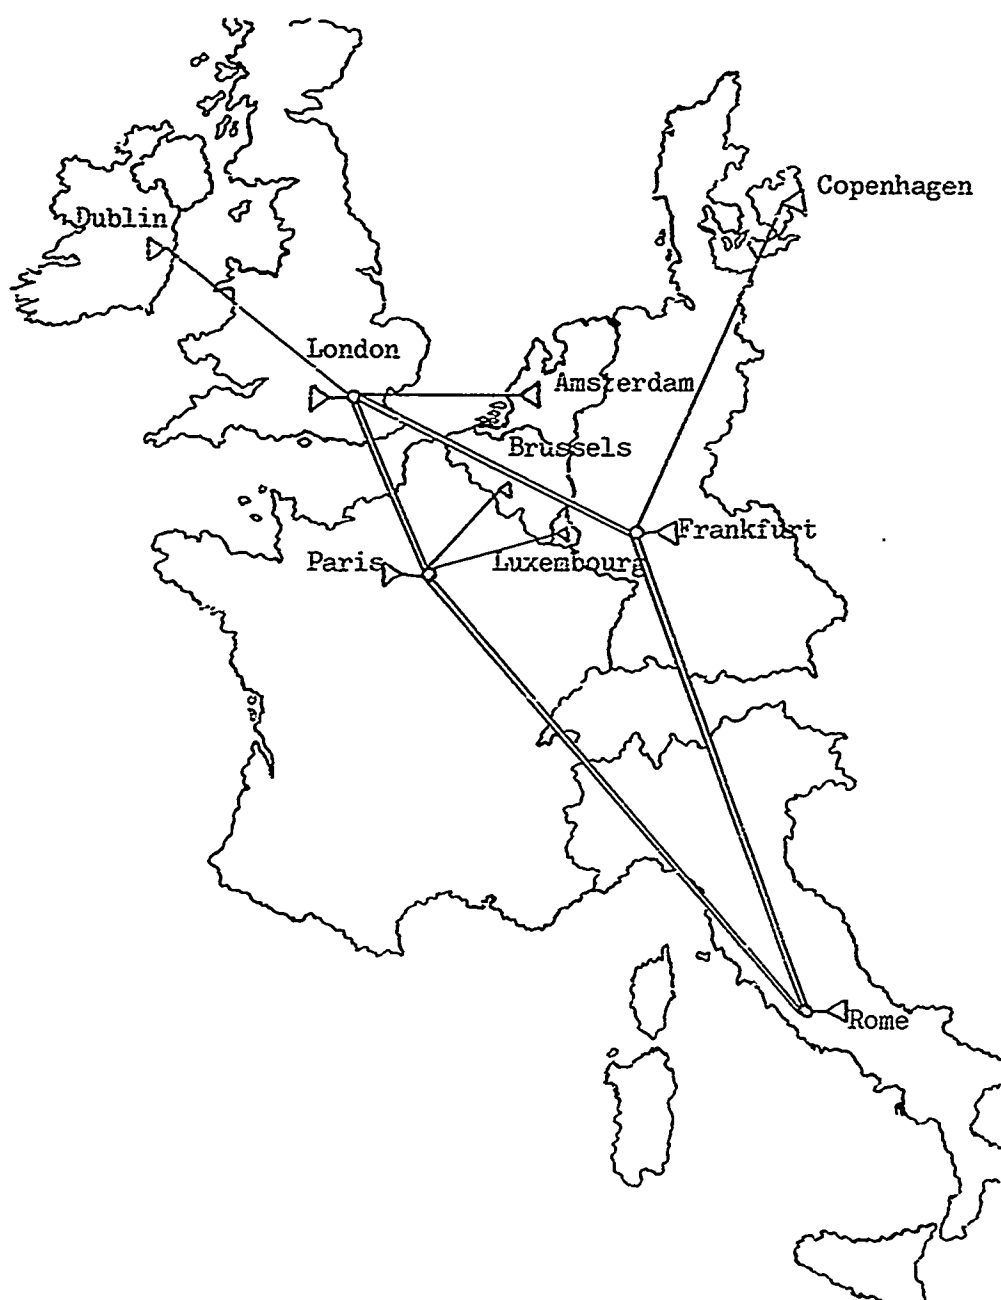 Copenhagen
Dublin
London
Amsterdam
Brussels
Frankfurt
Paris
Luxembourg
Rome